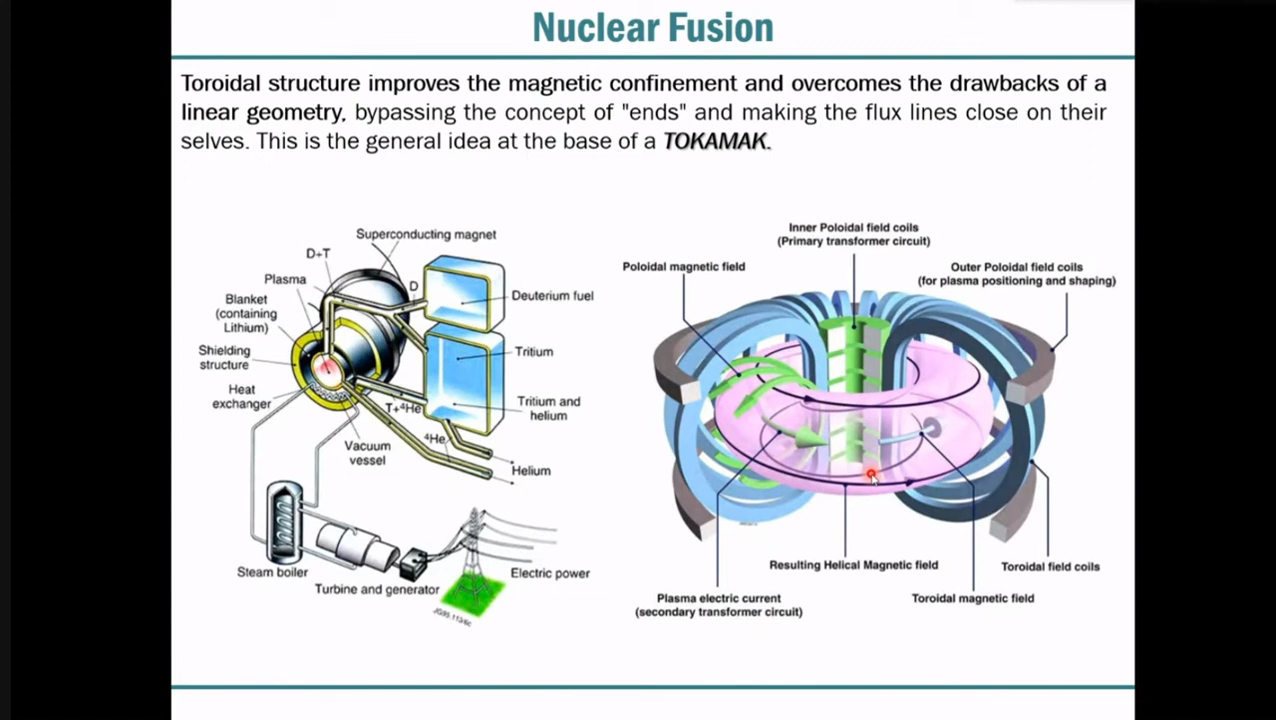 Nuclear Fusion
Toroidal structure improves the magnetic confinement and overcomes the drawbacks of a
linear geometry, bypassing the concept of "ends" and making the flux lines close on their
selves. This is the general idea at the base of a TOKAMAK.
Superconducting magnet
D+T
Plasma
D
Blanket
(containing
Lithium)
Deuterium fuel
Shielding
structure
Tritium
Heat
exchanger
T+⁴He
Tritium and
helium
Vacuum
vessel
⁴He
Helium
Steam boiler
Turbine and generator
Electric power
JG95.113/6c
Inner Poloidal field coils
(Primary transformer circuit)
Poloidal magnetic field
Outer Poloidal field coils
(for plasma positioning and shaping)
Resulting Helical Magnetic field
Toroidal field coils
Plasma electric current
(secondary transformer circuit)
Toroidal magnetic field